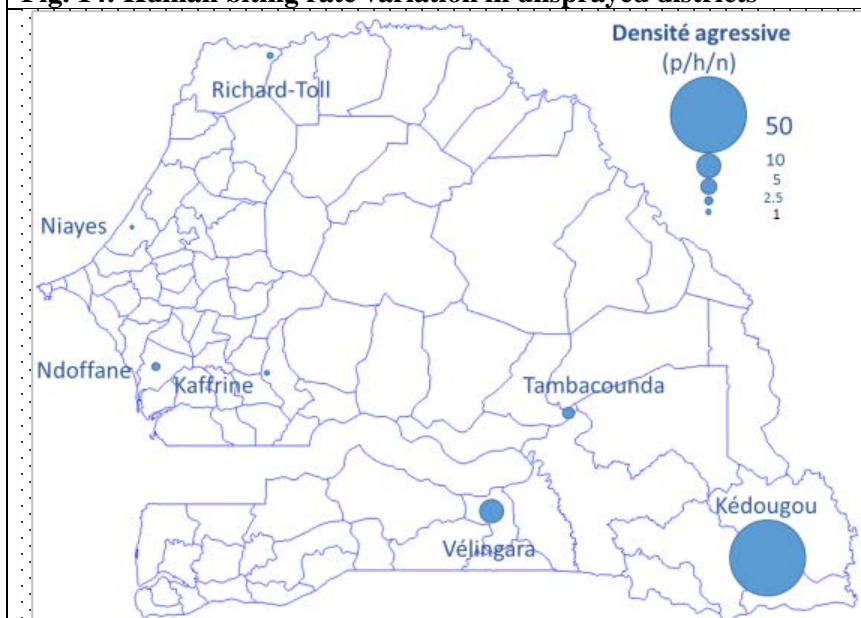 Fig. 14. Human biting rate variation in unsprayed districts
Densité agressive
(p/h/n)
50
10
5
2.5
1
Richard-Toll
Niayes
Ndoffane
Kaffrine
Tambacounda
Kédougou
Vélingara